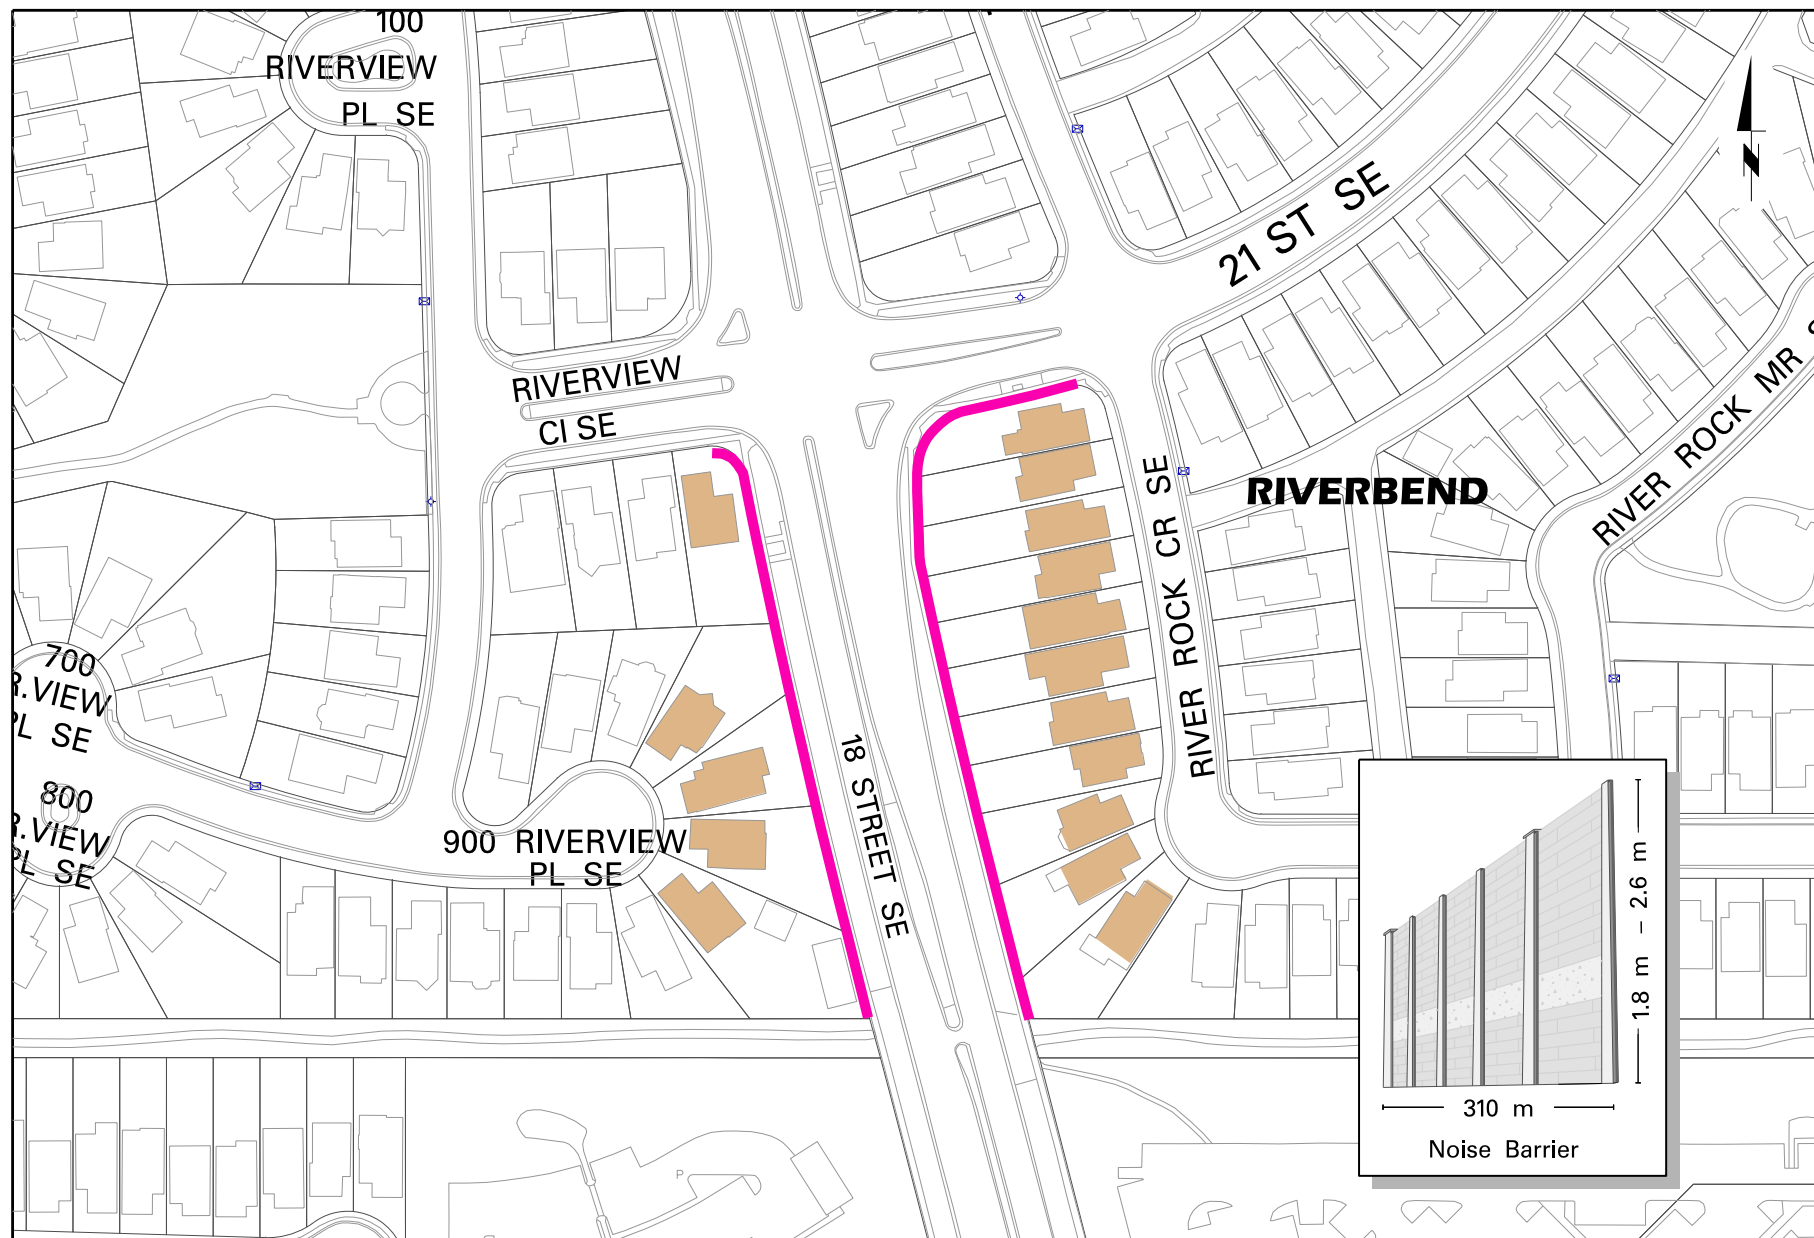 100
RIVERVIEW
PL SE
N
21 ST SE
RIVERVIEW
CI SE
RIVER ROCK CR SE
RIVERBEND
RIVER ROCK MR
700
R.VIEW
PL SE
800
R.VIEW
PL SE
900 RIVERVIEW
PL SE
18 STREET SE
P
1.8 m – 2.6 m
310 m
Noise Barrier